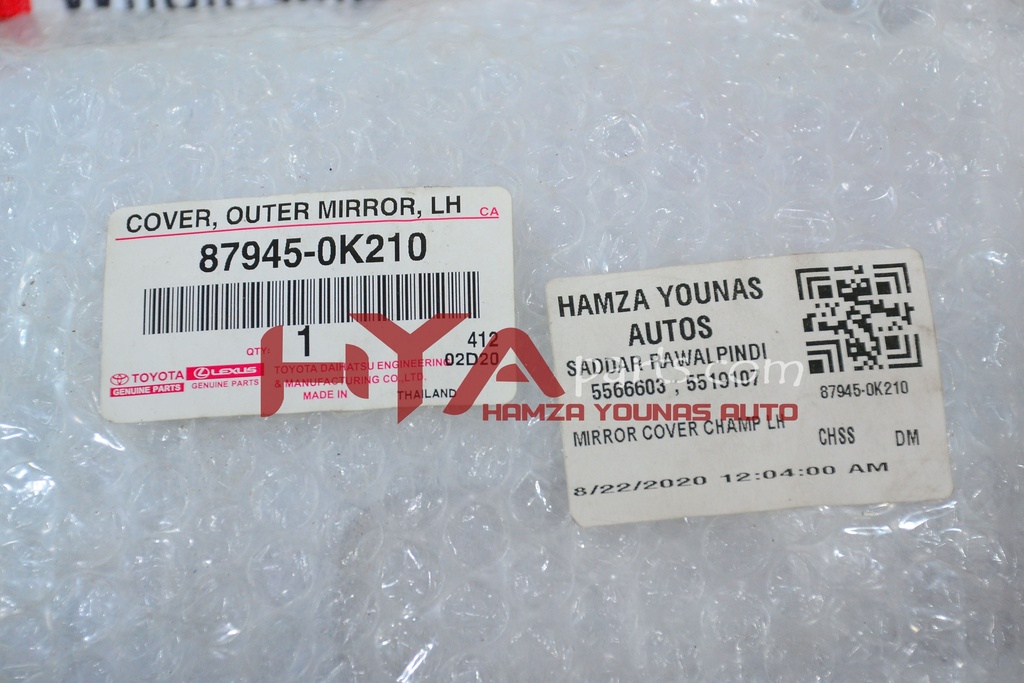 COVER, OUTER MIRROR, LH CA
87945-0K210
QTY: 1
412
02D20
TOYOTA
GENUINE PARTS
LEXUS
GENUINE PARTS
TOYOTA DAIHATSU ENGINEERING
& MANUFACTURING CO.,LTD.
MADE IN THAILAND
HAMZA YOUNAS
AUTOS
SADDAR RAWALPINDI
5566603 , 5519107
87945-0K210
MIRROR COVER CHAMP LH CHSS DM
8/22/2020 12:04:00 AM
HYA
parts.com
HAMZA YOUNAS AUTO